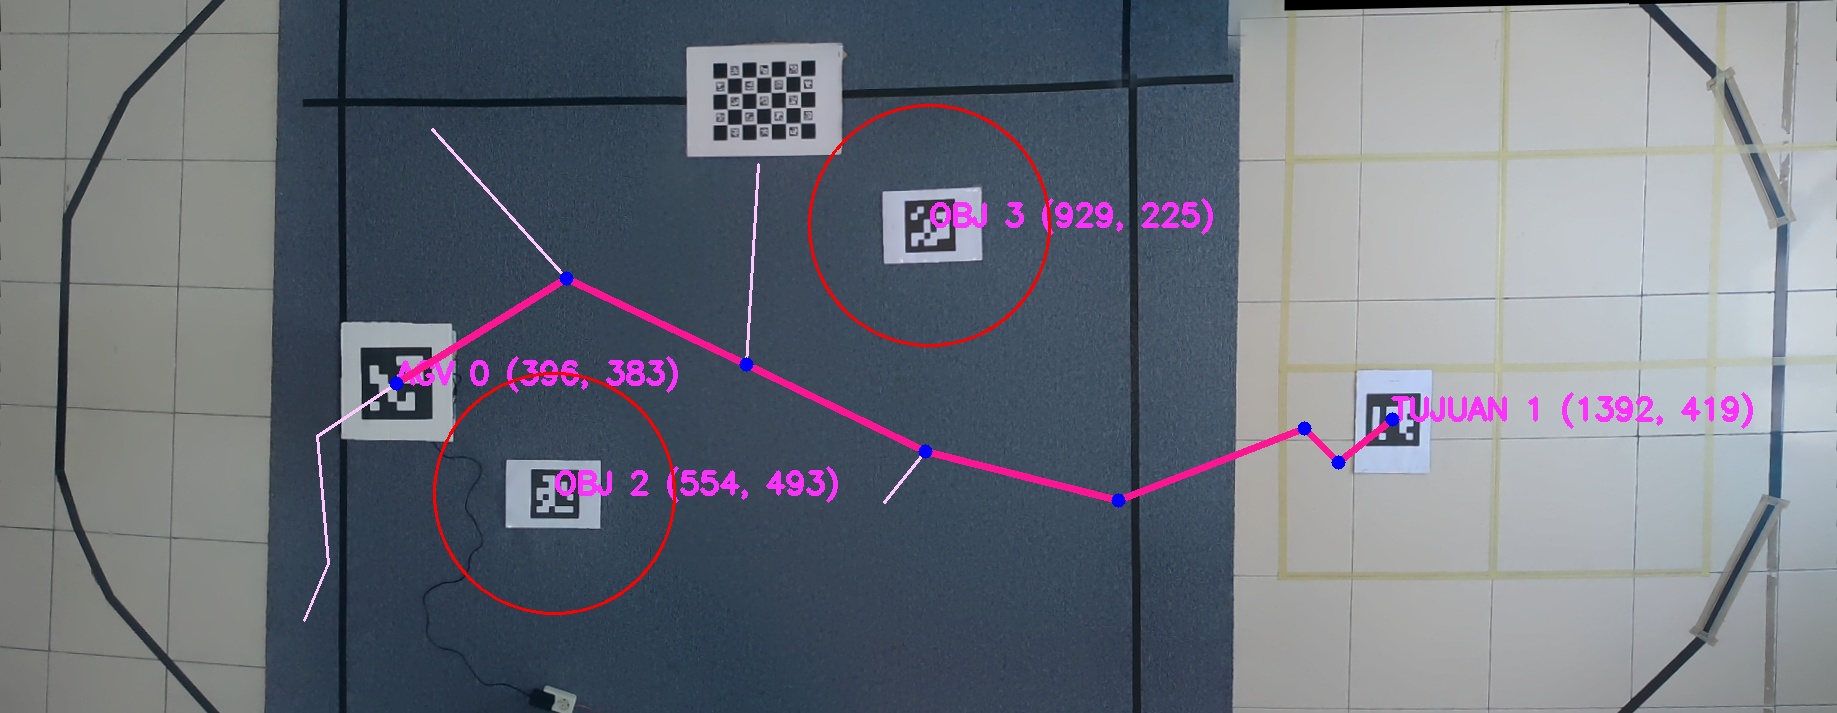 OBJ 3 (929, 225)
AGV 0 (396, 383)
TUJUAN 1 (1392, 419)
OBJ 2 (554, 493)